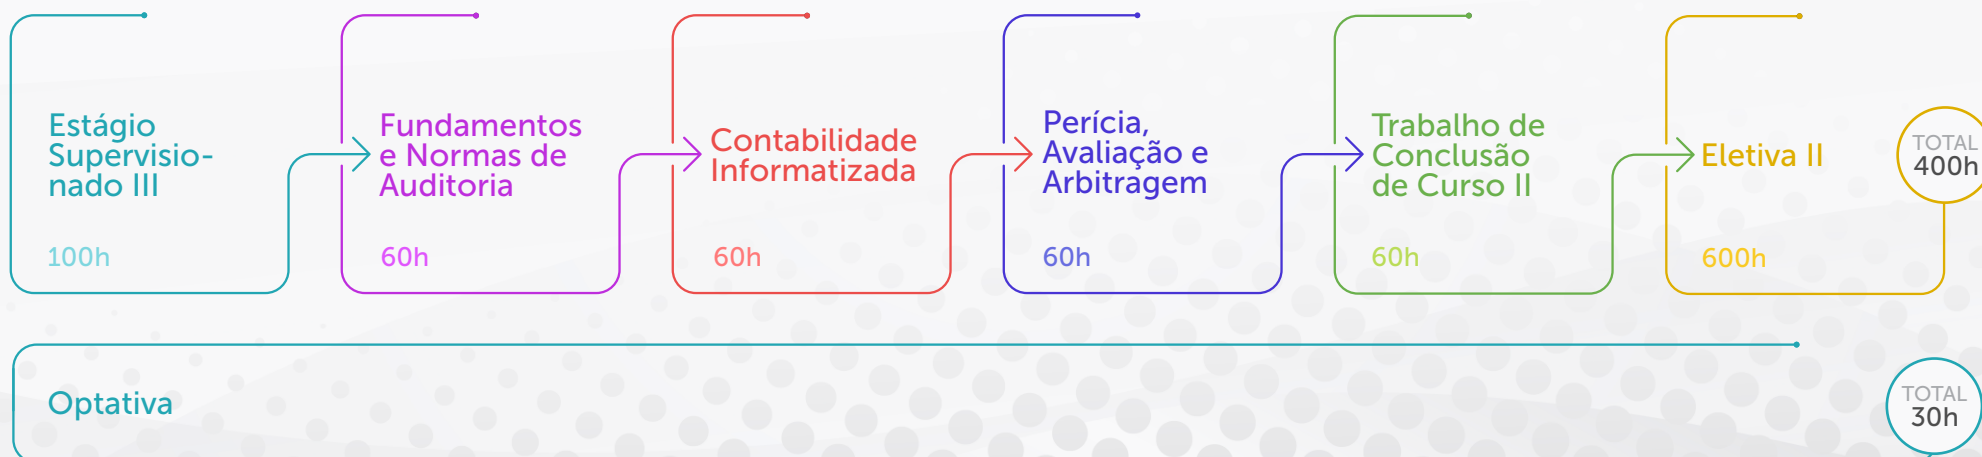 Estágio
Supervisio-
nado III
100h
Fundamentos
e Normas de
Auditoria
60h
Contabilidade
Informatizada
60h
Perícia,
Avaliação e
Arbitragem
60h
Trabalho de
Conclusão
de Curso II
60h
Eletiva II
600h
TOTAL
400h
Optativa
TOTAL
30h